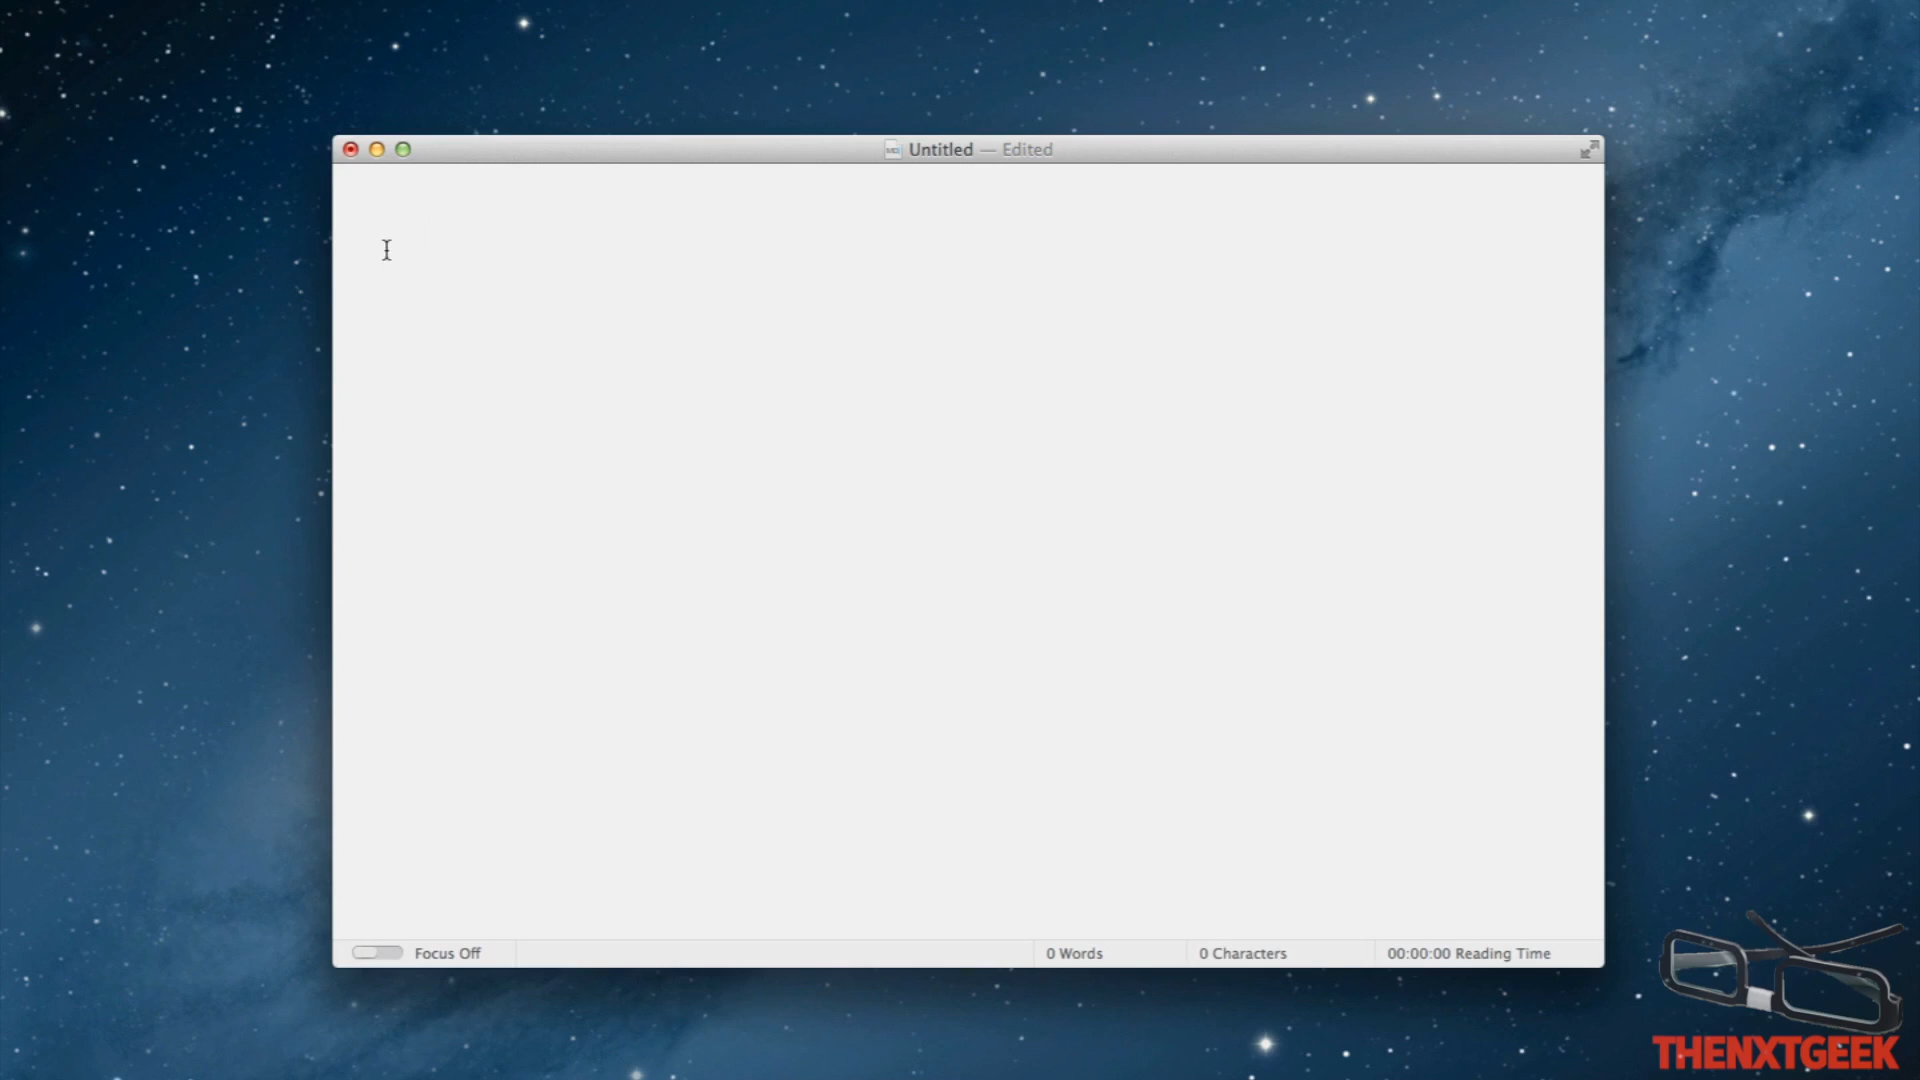 Untitled — Edited
Focus Off
0 Words
0 Characters
00:00:00 Reading Time
THENXTGEEK